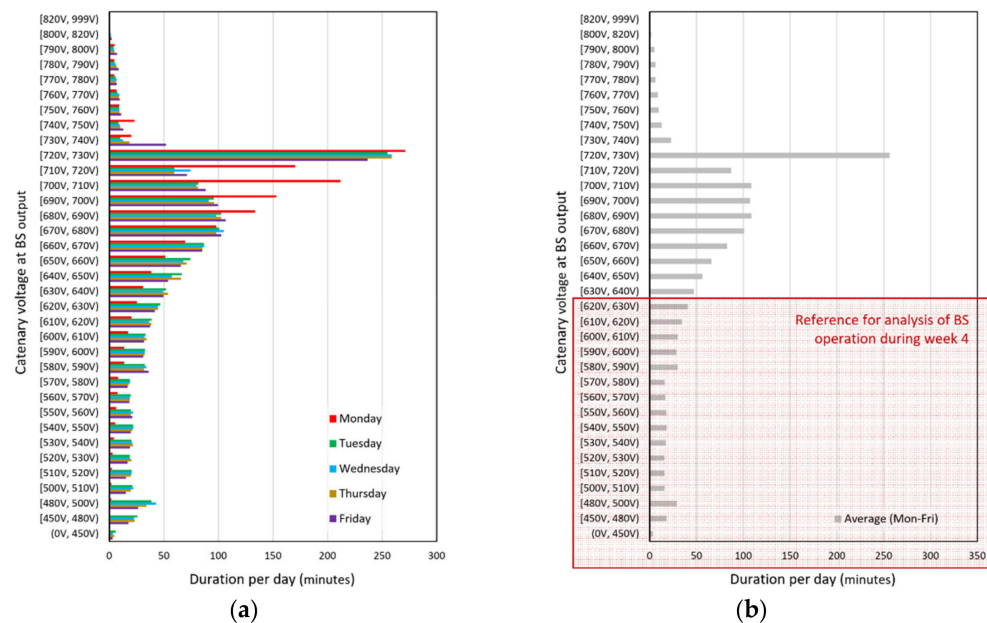 [820V, 999V)
[800V, 820V)
[790V, 800V)
[780V, 790V)
[770V, 780V)
[760V, 770V)
[750V, 760V)
[740V, 750V)
[730V, 740V)
[720V, 730V)
[710V, 720V)
[700V, 710V)
[690V, 700V)
[680V, 690V)
[670V, 680V)
[660V, 670V)
[650V, 660V)
[640V, 650V)
[630V, 640V)
[620V, 630V)
[610V, 620V)
[600V, 610V)
[590V, 600V)
[580V, 590V)
[570V, 580V)
[560V, 570V)
[550V, 560V)
[540V, 550V)
[530V, 540V)
[520V, 530V)
[510V, 520V)
[500V, 510V)
[480V, 500V)
[450V, 480V)
(0V, 450V)
Catenary voltage at BS output
Monday
Tuesday
Wednesday
Thursday
Friday
0 50 100 150 200 250 300
Duration per day (minutes)
(a)
[820V, 999V)
[800V, 820V)
[790V, 800V)
[780V, 790V)
[770V, 780V)
[760V, 770V)
[750V, 760V)
[740V, 750V)
[730V, 740V)
[720V, 730V)
[710V, 720V)
[700V, 710V)
[690V, 700V)
[680V, 690V)
[670V, 680V)
[660V, 670V)
[650V, 660V)
[640V, 650V)
[630V, 640V)
[620V, 630V)
[610V, 620V)
[600V, 610V)
[590V, 600V)
[580V, 590V)
[570V, 580V)
[560V, 570V)
[550V, 560V)
[540V, 550V)
[530V, 540V)
[520V, 530V)
[510V, 520V)
[500V, 510V)
[480V, 500V)
[450V, 480V)
(0V, 450V)
Catenary voltage at BS output
Reference for analysis of BS
operation during week 4
Average (Mon-Fri)
0 50 100 150 200 250 300 350
Duration per day (minutes)
(b)